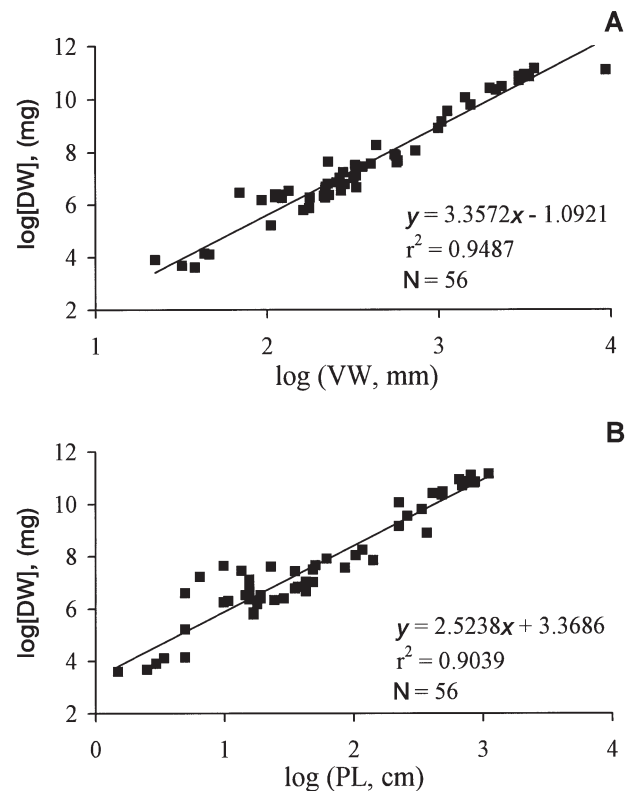 A
12
10
8
6
4
2
log[DW], (mg)
y = 3.3572x - 1.0921
r² = 0.9487
N = 56
1
2
3
4
log (VW, mm)
B
12
10
8
6
4
2
log[DW], (mg)
y = 2.5238x + 3.3686
r² = 0.9039
N = 56
0
1
2
3
4
log (PL, cm)